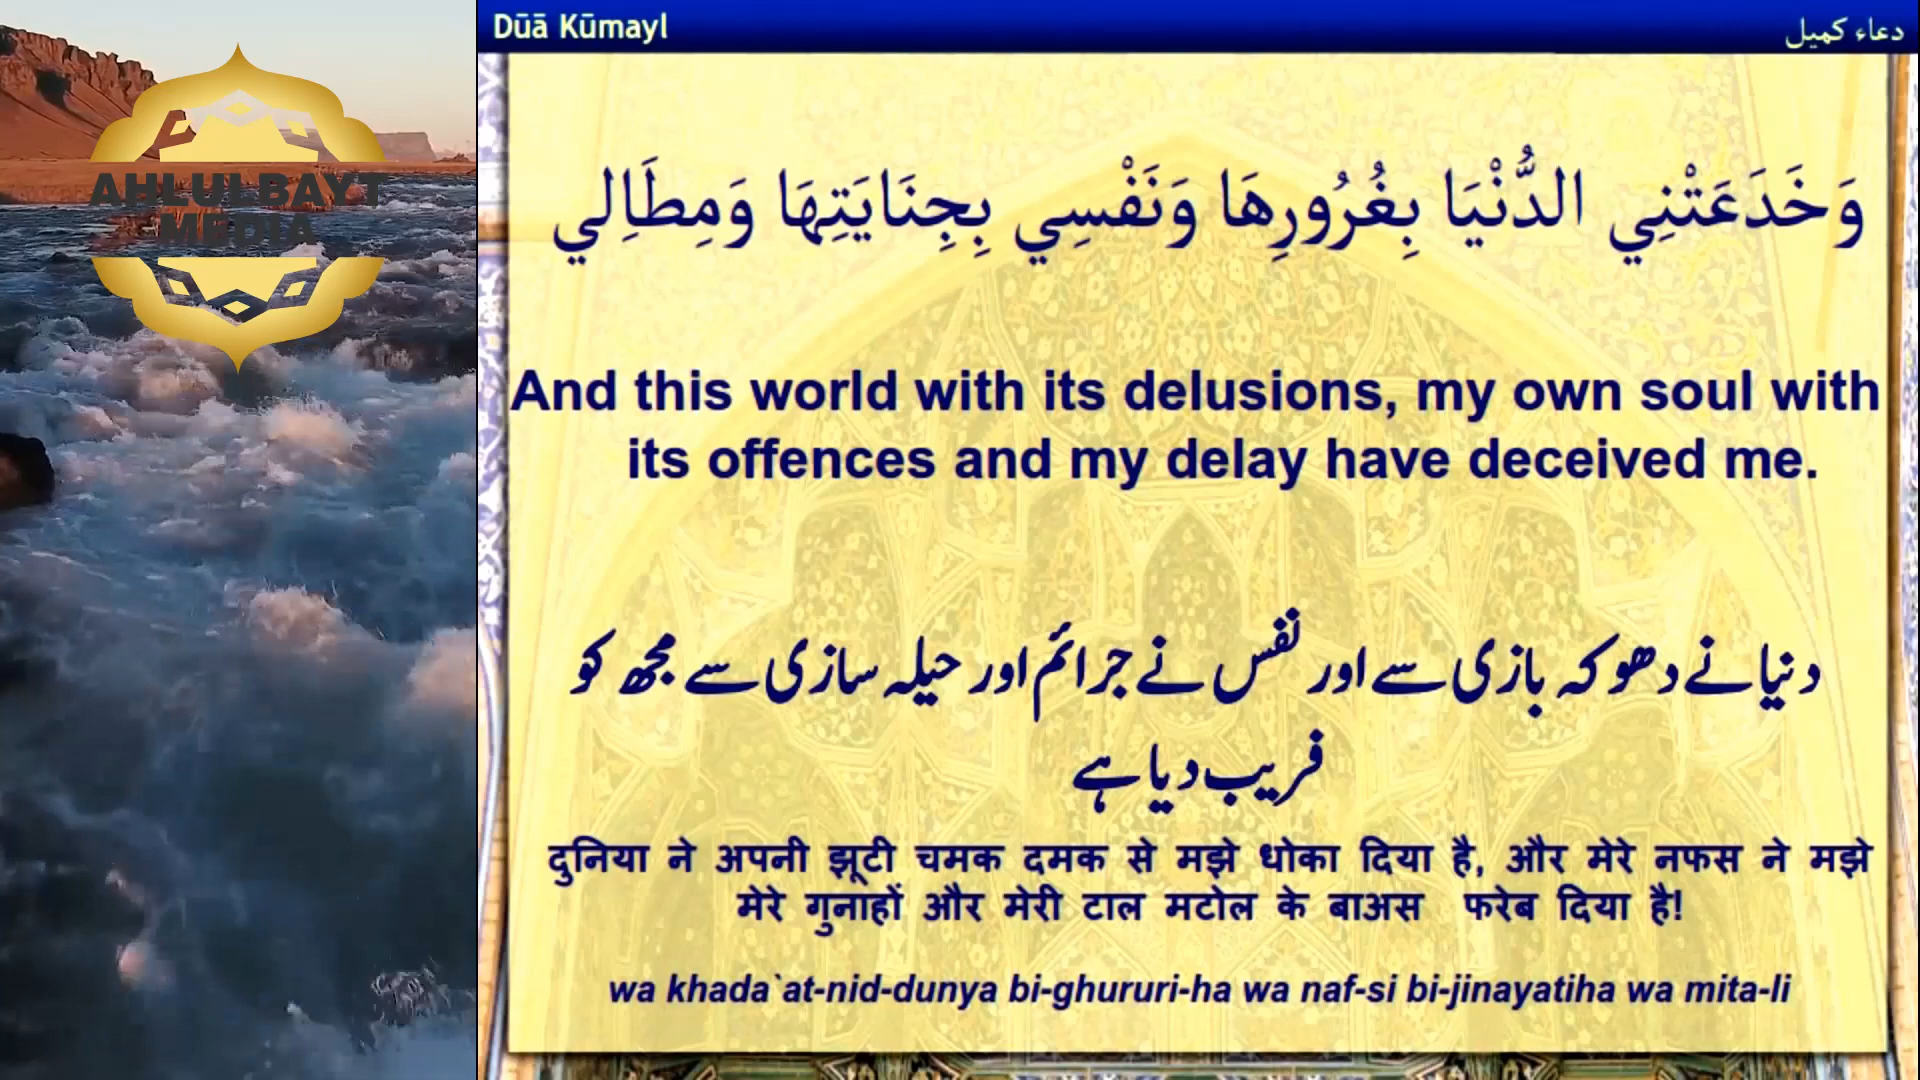 AHLULBAYT
MEDIA
Dūā Kūmayl
دعاء كميل
وَخَدَعَتْنِي الدُّنْيَا بِغُرُورِهَا وَنَفْسِي بِجِنَايَتِهَا وَمِطَالِي
And this world with its delusions, my own soul with
its offences and my delay have deceived me.
دنیا نے دھوکہ بازی سے اور نفس نے جرائم اور حیلہ سازی سے مجھ کو
فریب دیا ہے
दुनिया ने अपनी झूटी चमक दमक से मझे धोका दिया है, और मेरे नफस ने मझे
मेरे गुनाहों और मेरी टाल मटोल के बाअस फरेब दिया है!
wa khada`at-nid-dunya bi-ghururi-ha wa naf-si bi-jinayatiha wa mita-li